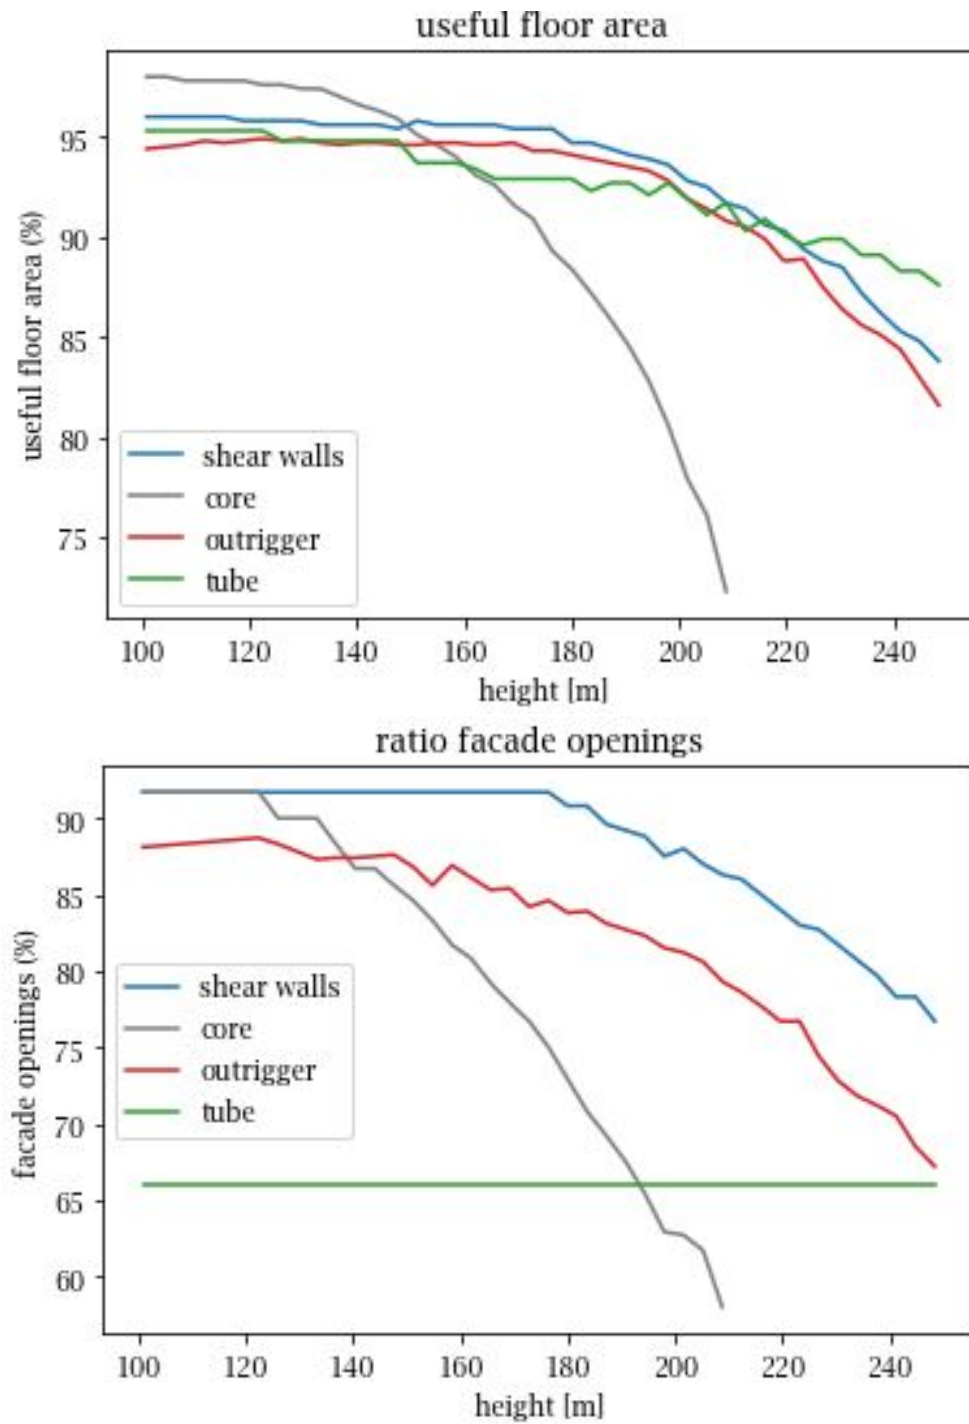 useful floor area
useful floor area (%)
95
90
85
80
75
shear walls
core
outrigger
tube
100 120 140 160 180 200 220 240
height [m]
ratio facade openings
facade openings (%)
90
85
80
75
70
65
60
shear walls
core
outrigger
tube
100 120 140 160 180 200 220 240
height [m]